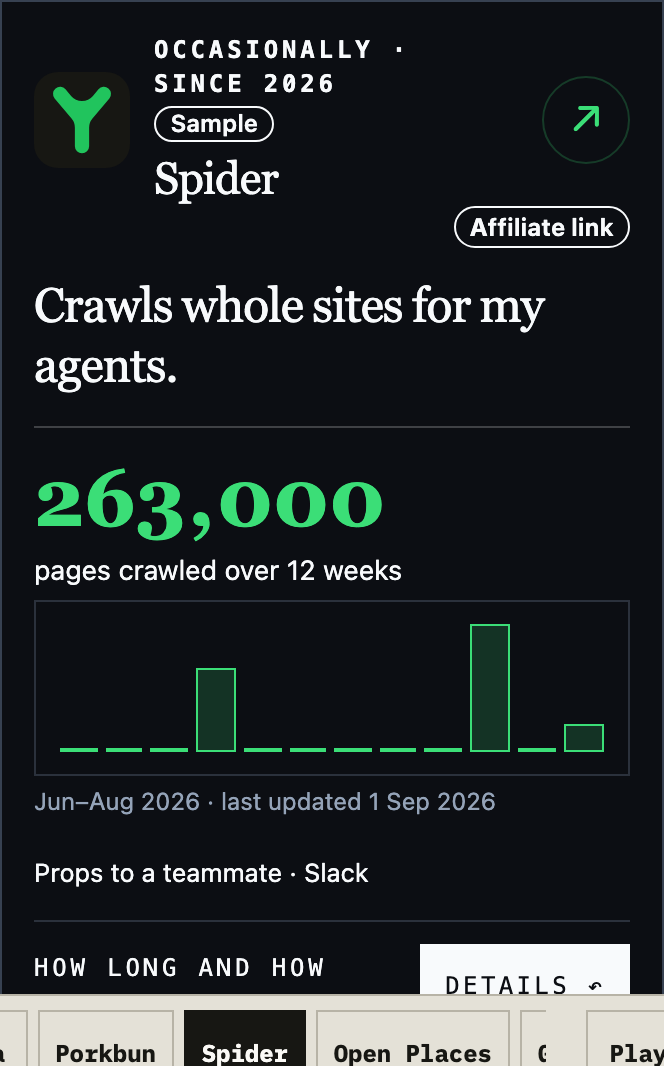 OCCASIONALLY ·
SINCE 2026
Sample
Spider
Affiliate link
Crawls whole sites for my
agents.
263,000
pages crawled over 12 weeks
Jun–Aug 2026 · last updated 1 Sep 2026
Props to a teammate · Slack
HOW LONG AND HOW
DETAILS ↶
Porkbun
Spider
Open Places
Play